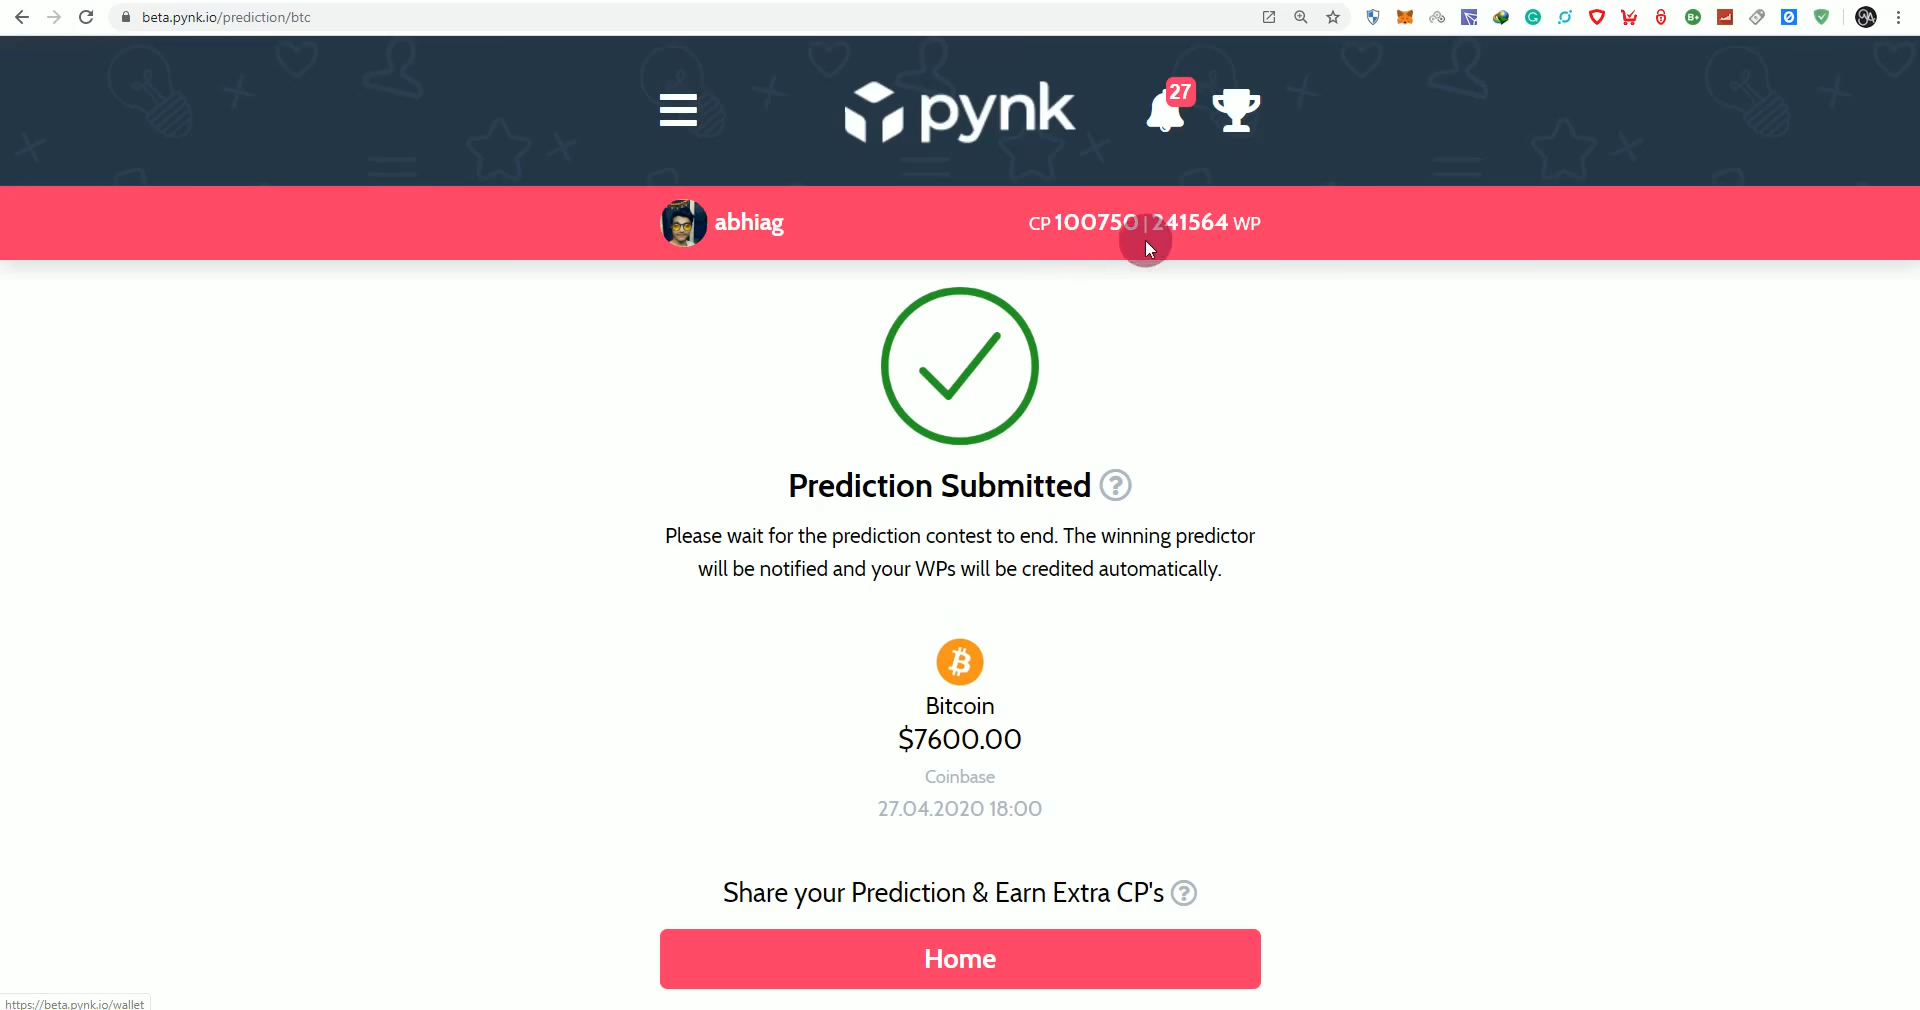 beta.pynk.io/prediction/btc
pynk
27
abhiag
CP 100750 | 241564 WP
Prediction Submitted ?
Please wait for the prediction contest to end. The winning predictor
will be notified and your WPs will be credited automatically.
Bitcoin
$7600.00
Coinbase
27.04.2020 18:00
Share your Prediction & Earn Extra CP's ?
Home
https://beta.pynk.io/wallet